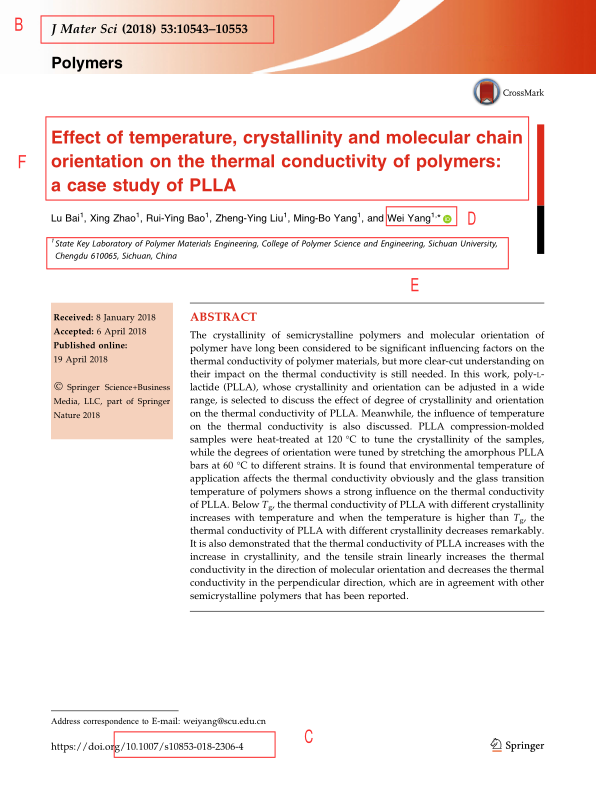 B
J Mater Sci (2018) 53:10543–10553
Polymers
CrossMark
F
Effect of temperature, crystallinity and molecular chain
orientation on the thermal conductivity of polymers:
a case study of PLLA
Lu Bai1, Xing Zhao1, Rui-Ying Bao1, Zheng-Ying Liu1, Ming-Bo Yang1, and Wei Yang1,*
D
1 State Key Laboratory of Polymer Materials Engineering, College of Polymer Science and Engineering, Sichuan University,
Chengdu 610065, Sichuan, China
E
Received: 8 January 2018
Accepted: 6 April 2018
Published online:
19 April 2018
© Springer Science+Business
Media, LLC, part of Springer
Nature 2018
ABSTRACT
The crystallinity of semicrystalline polymers and molecular orientation of
polymer have long been considered to be significant influencing factors on the
thermal conductivity of polymer materials, but more clear-cut understanding on
their impact on the thermal conductivity is still needed. In this work, poly-L-
lactide (PLLA), whose crystallinity and orientation can be adjusted in a wide
range, is selected to discuss the effect of degree of crystallinity and orientation
on the thermal conductivity of PLLA. Meanwhile, the influence of temperature
on the thermal conductivity is also discussed. PLLA compression-molded
samples were heat-treated at 120 °C to tune the crystallinity of the samples,
while the degrees of orientation were tuned by stretching the amorphous PLLA
bars at 60 °C to different strains. It is found that environmental temperature of
application affects the thermal conductivity obviously and the glass transition
temperature of polymers shows a strong influence on the thermal conductivity
of PLLA. Below Tg, the thermal conductivity of PLLA with different crystallinity
increases with temperature and when the temperature is higher than Tg, the
thermal conductivity of PLLA with different crystallinity decreases remarkably.
It is also demonstrated that the thermal conductivity of PLLA increases with the
increase in crystallinity, and the tensile strain linearly increases the thermal
conductivity in the direction of molecular orientation and decreases the thermal
conductivity in the perpendicular direction, which are in agreement with other
semicrystalline polymers that has been reported.
Address correspondence to E-mail: weiyang@scu.edu.cn
https://doi.org/10.1007/s10853-018-2306-4
C
Springer